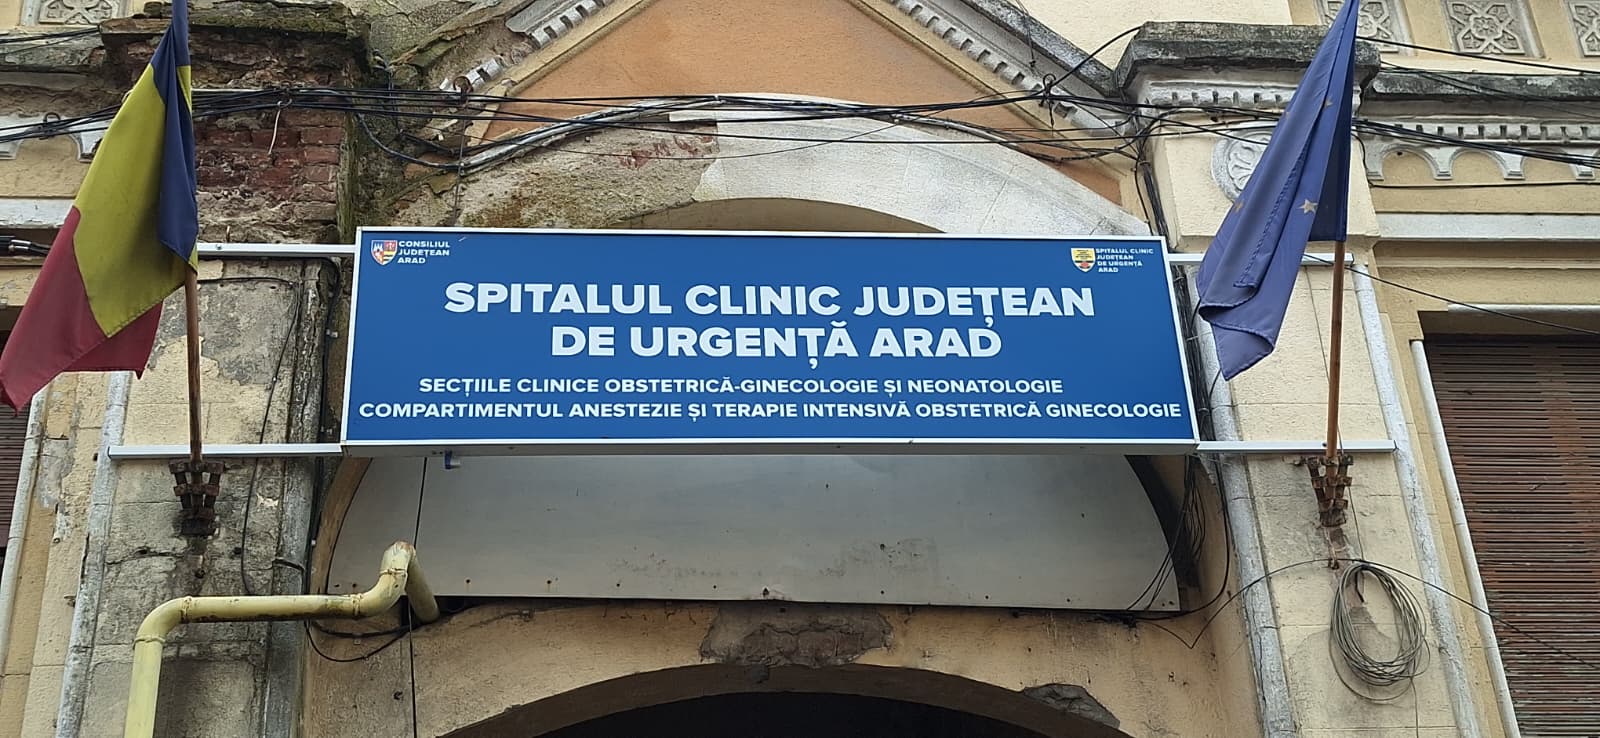 CONSILIUL
JUDEȚEAN
ARAD
SPITALUL CLINIC
JUDEȚEAN
DE URGENȚĂ
ARAD
SPITALUL CLINIC JUDEȚEAN
DE URGENȚĂ ARAD
SECȚIILE CLINICE OBSTETRICĂ-GINECOLOGIE ȘI NEONATOLOGIE
COMPARTIMENTUL ANESTEZIE ȘI TERAPIE INTENSIVĂ OBSTETRICĂ GINECOLOGIE